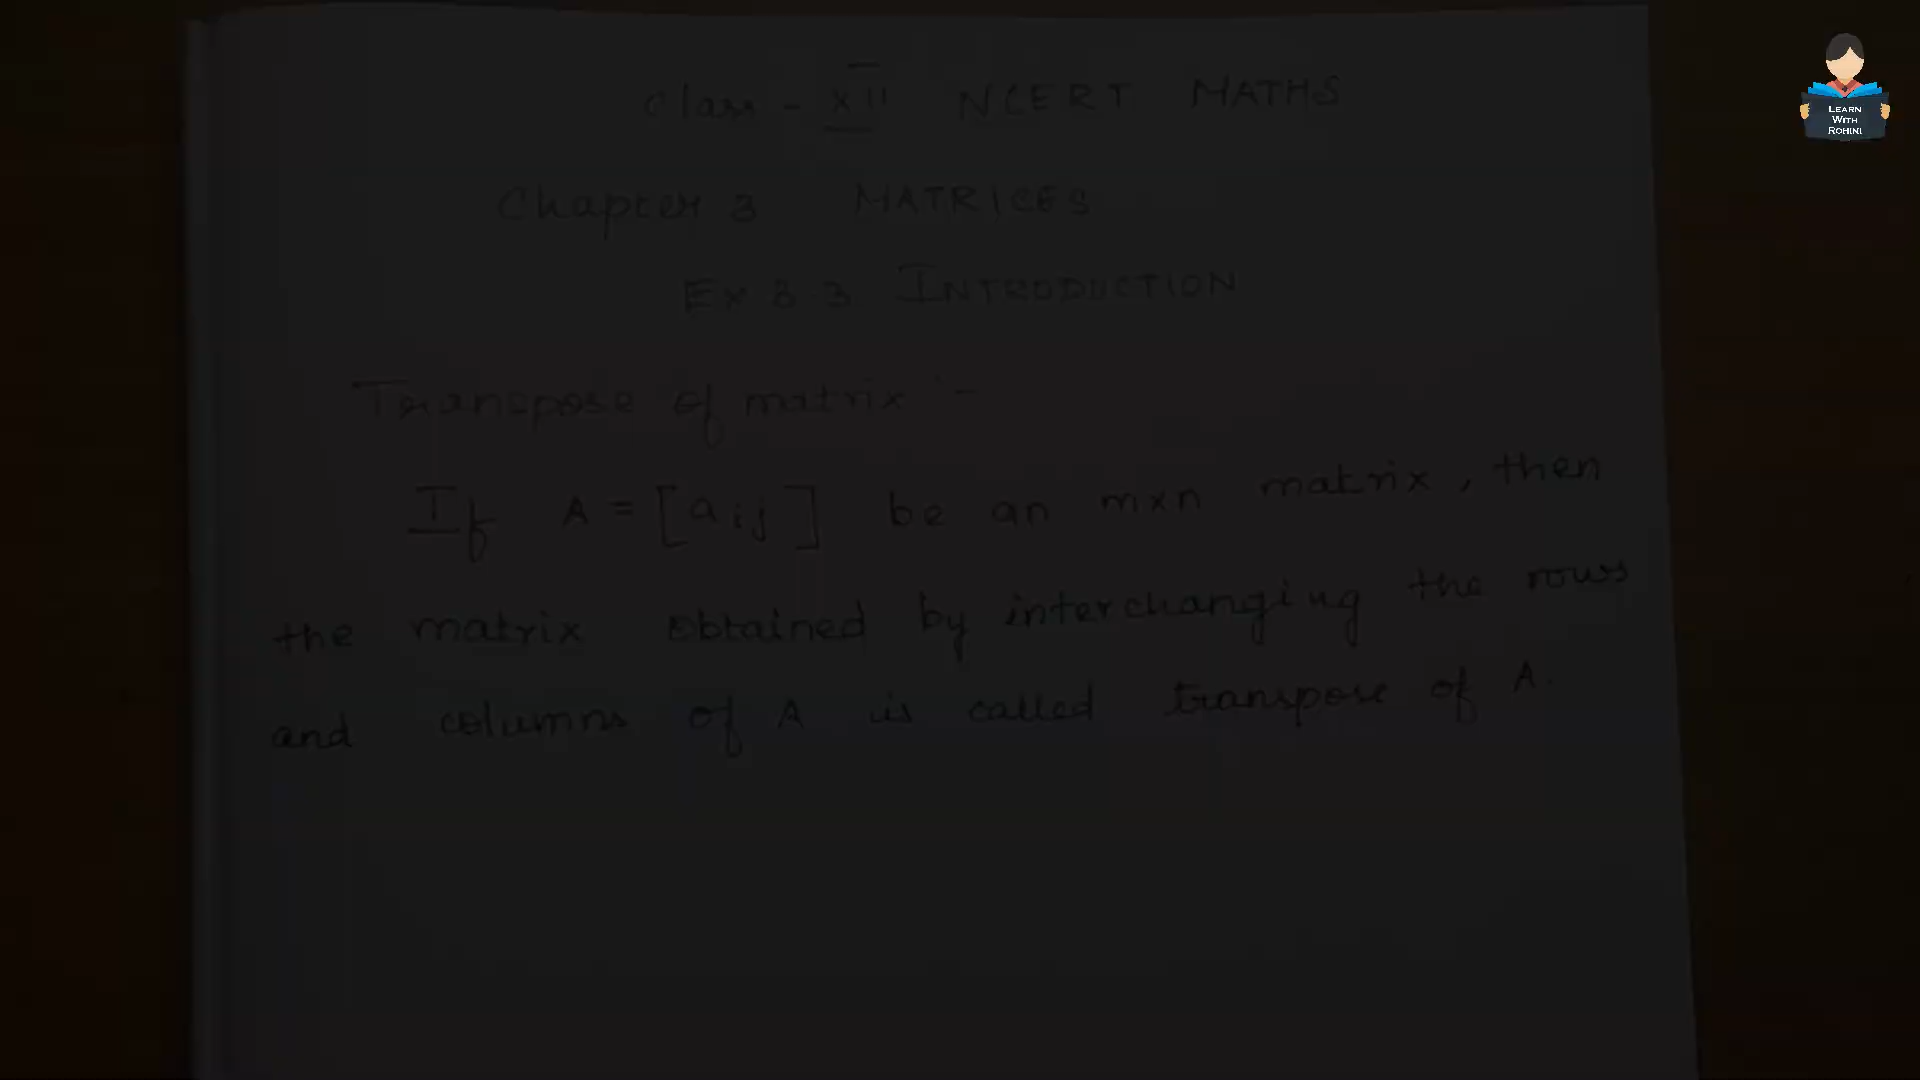 Class - XII NCERT MATHS
Chapter 3 MATRICES
Ex 3.3 INTRODUCTION
Transpose of matrix :-
If A = [aij] be an mxn matrix, then
the matrix obtained by interchanging the rows
and columns of A is called transpose of A.
LEARN
WITH
ROHINI